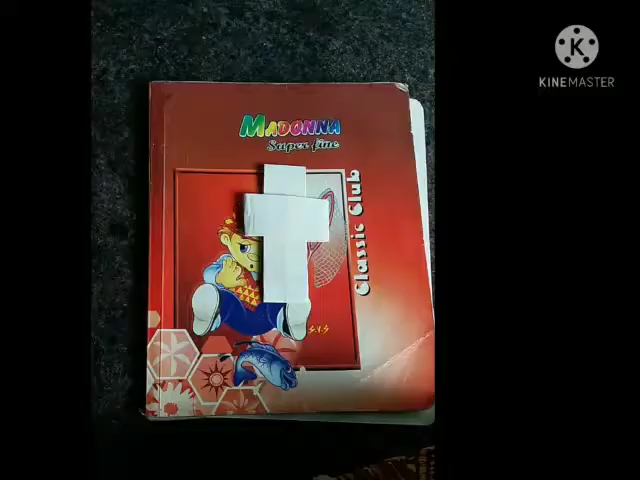 KINEMASTER
MADONNA
Super fine
Classic Club
S.V.S